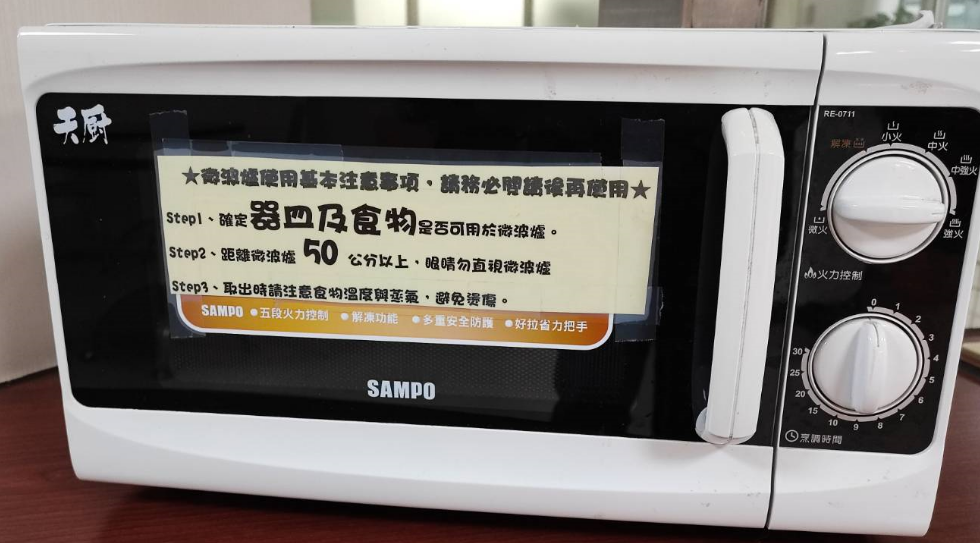 天廚
★微波爐使用基本注意事項,請務必閱讀後再使用★
Step1、確定器皿及食物是否可用於微波爐。
Step2、距離微波爐 50 公分以上,眼睛勿直視微波爐
Step3、取出時請注意食物溫度與蒸氣,避免燙傷。
SAMPO ●五段火力控制 ●解凍功能 ●多重安全防護 ●好拉省力把手
SAMPO
RE-0711
解凍
小火
中火
中強火
強火
微火
火力控制
0
1
2
3
4
5
6
7
8
9
10
15
20
25
30
烹調時間